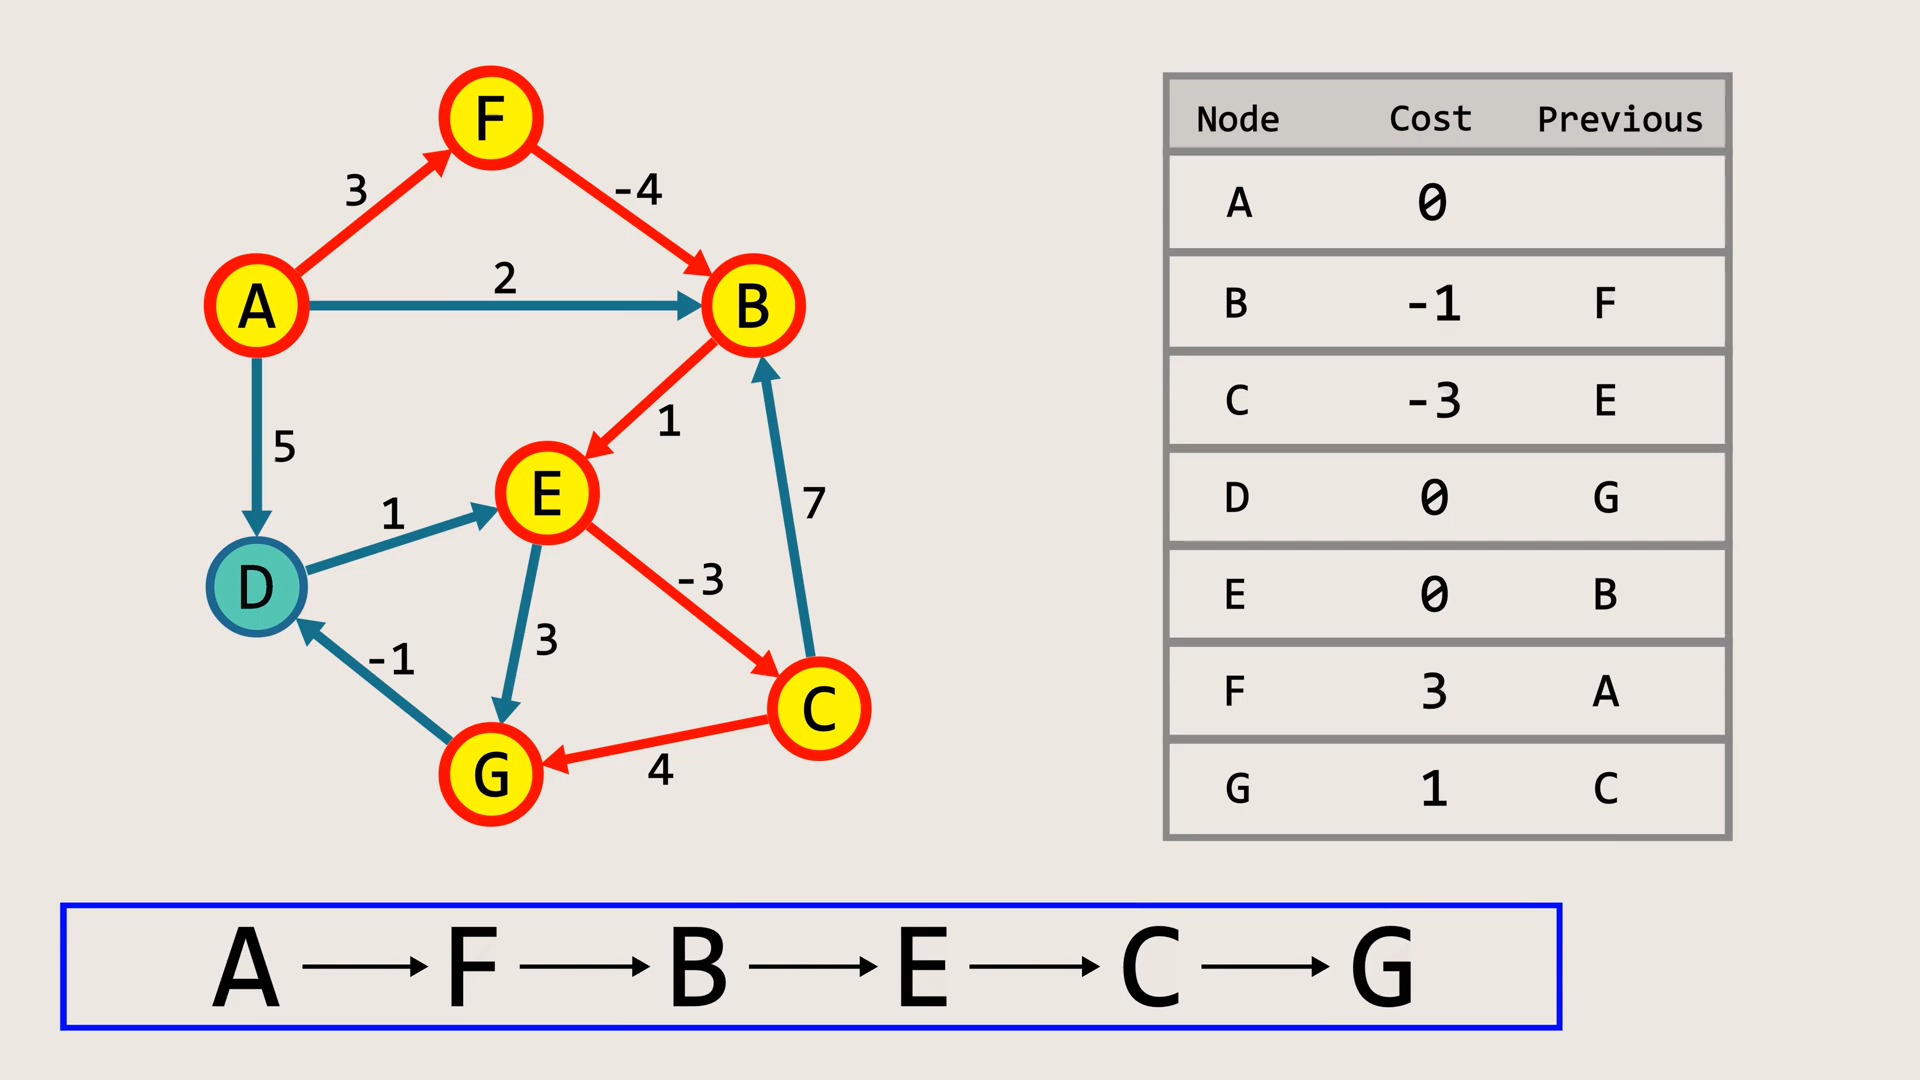 F
3
-4
A
2
B
5
1
1
E
7
D
-3
3
-1
C
G
4
Node Cost Previous
A 0
B -1 F
C -3 E
D 0 G
E 0 B
F 3 A
G 1 C
A F B E C G